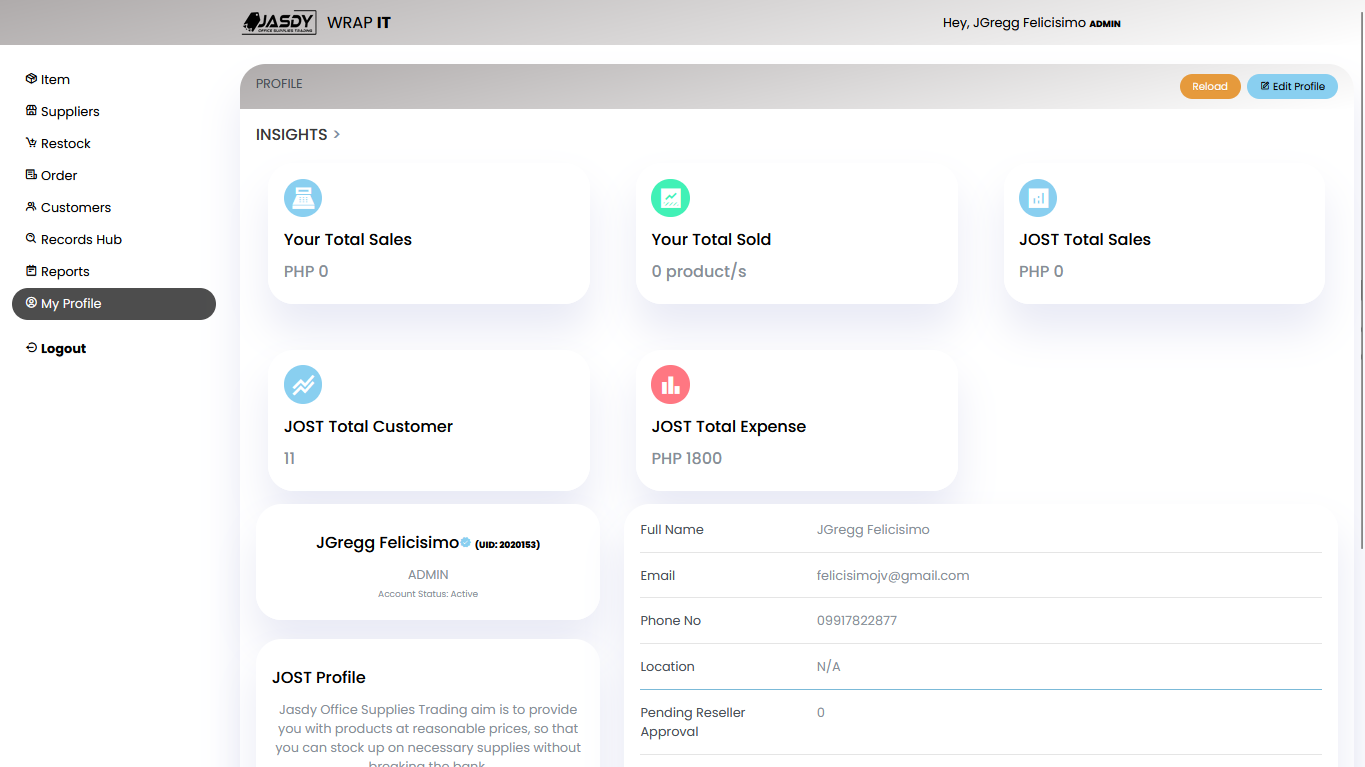 JASDY
OFFICE SUPPLIES TRADING
WRAP IT
Hey, JGregg Felicisimo ADMIN
Item
Suppliers
Restock
Order
Customers
Records Hub
Reports
My Profile
Logout
PROFILE
Reload
Edit Profile
INSIGHTS >
Your Total Sales
PHP 0
Your Total Sold
0 product/s
JOST Total Sales
PHP 0
JOST Total Customer
11
JOST Total Expense
PHP 1800
JGregg Felicisimo (UID: 2020153)
ADMIN
Account Status: Active
JOST Profile
Jasdy Office Supplies Trading aim is to provide
you with products at reasonable prices, so that
you can stock up on necessary supplies without
breaking the bank.
Full Name JGregg Felicisimo
Email felicisimojv@gmail.com
Phone No 09917822877
Location N/A
Pending Reseller
Approval 0